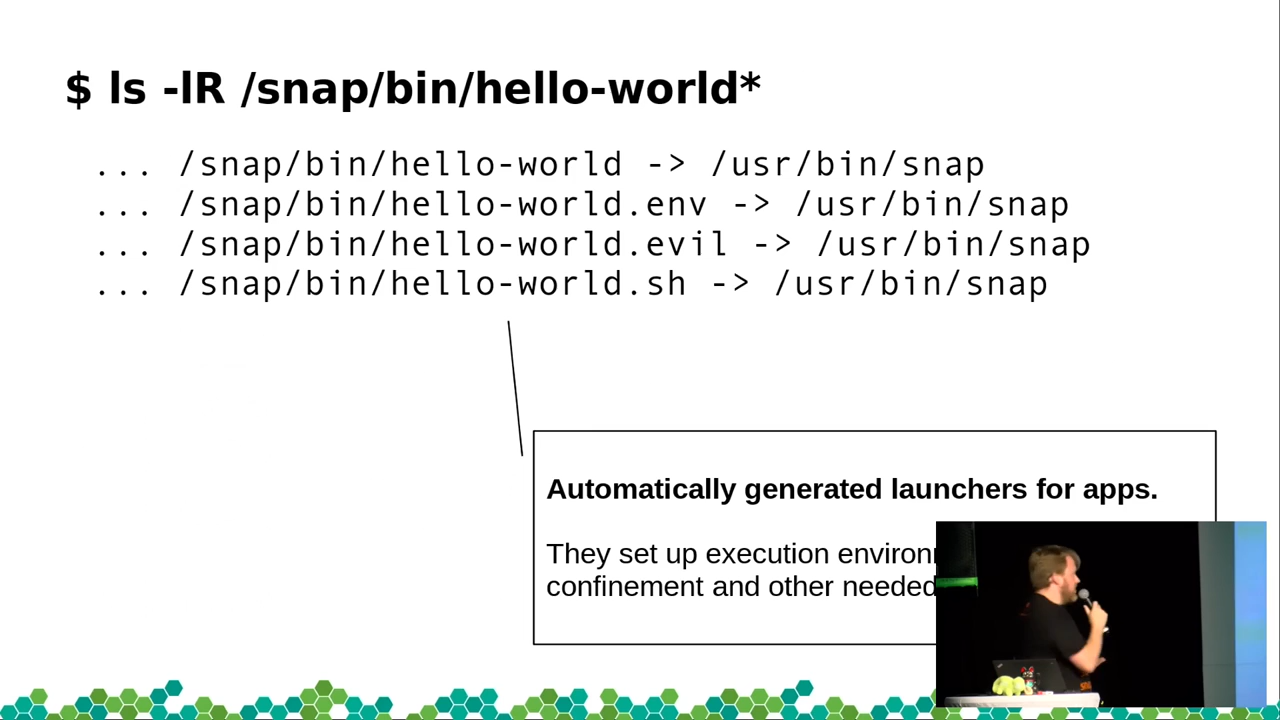 $ ls -lR /snap/bin/hello-world*
... /snap/bin/hello-world -> /usr/bin/snap
... /snap/bin/hello-world.env -> /usr/bin/snap
... /snap/bin/hello-world.evil -> /usr/bin/snap
... /snap/bin/hello-world.sh -> /usr/bin/snap
Automatically generated launchers for apps.
They set up execution
confinement and other needed